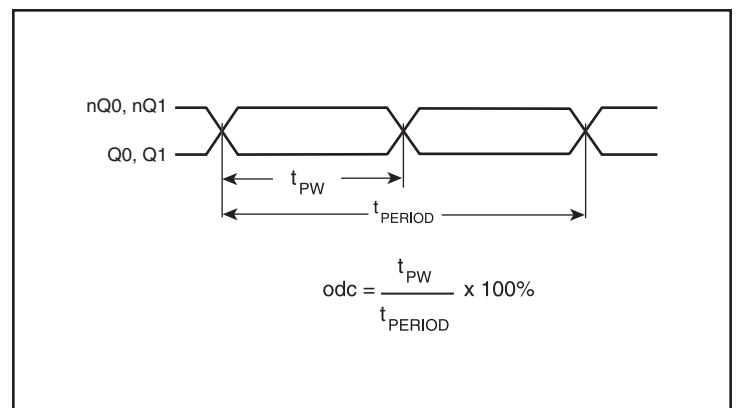 nQ0, nQ1
Q0, Q1
tPW
tPERIOD
odc = tPW / tPERIOD x 100%